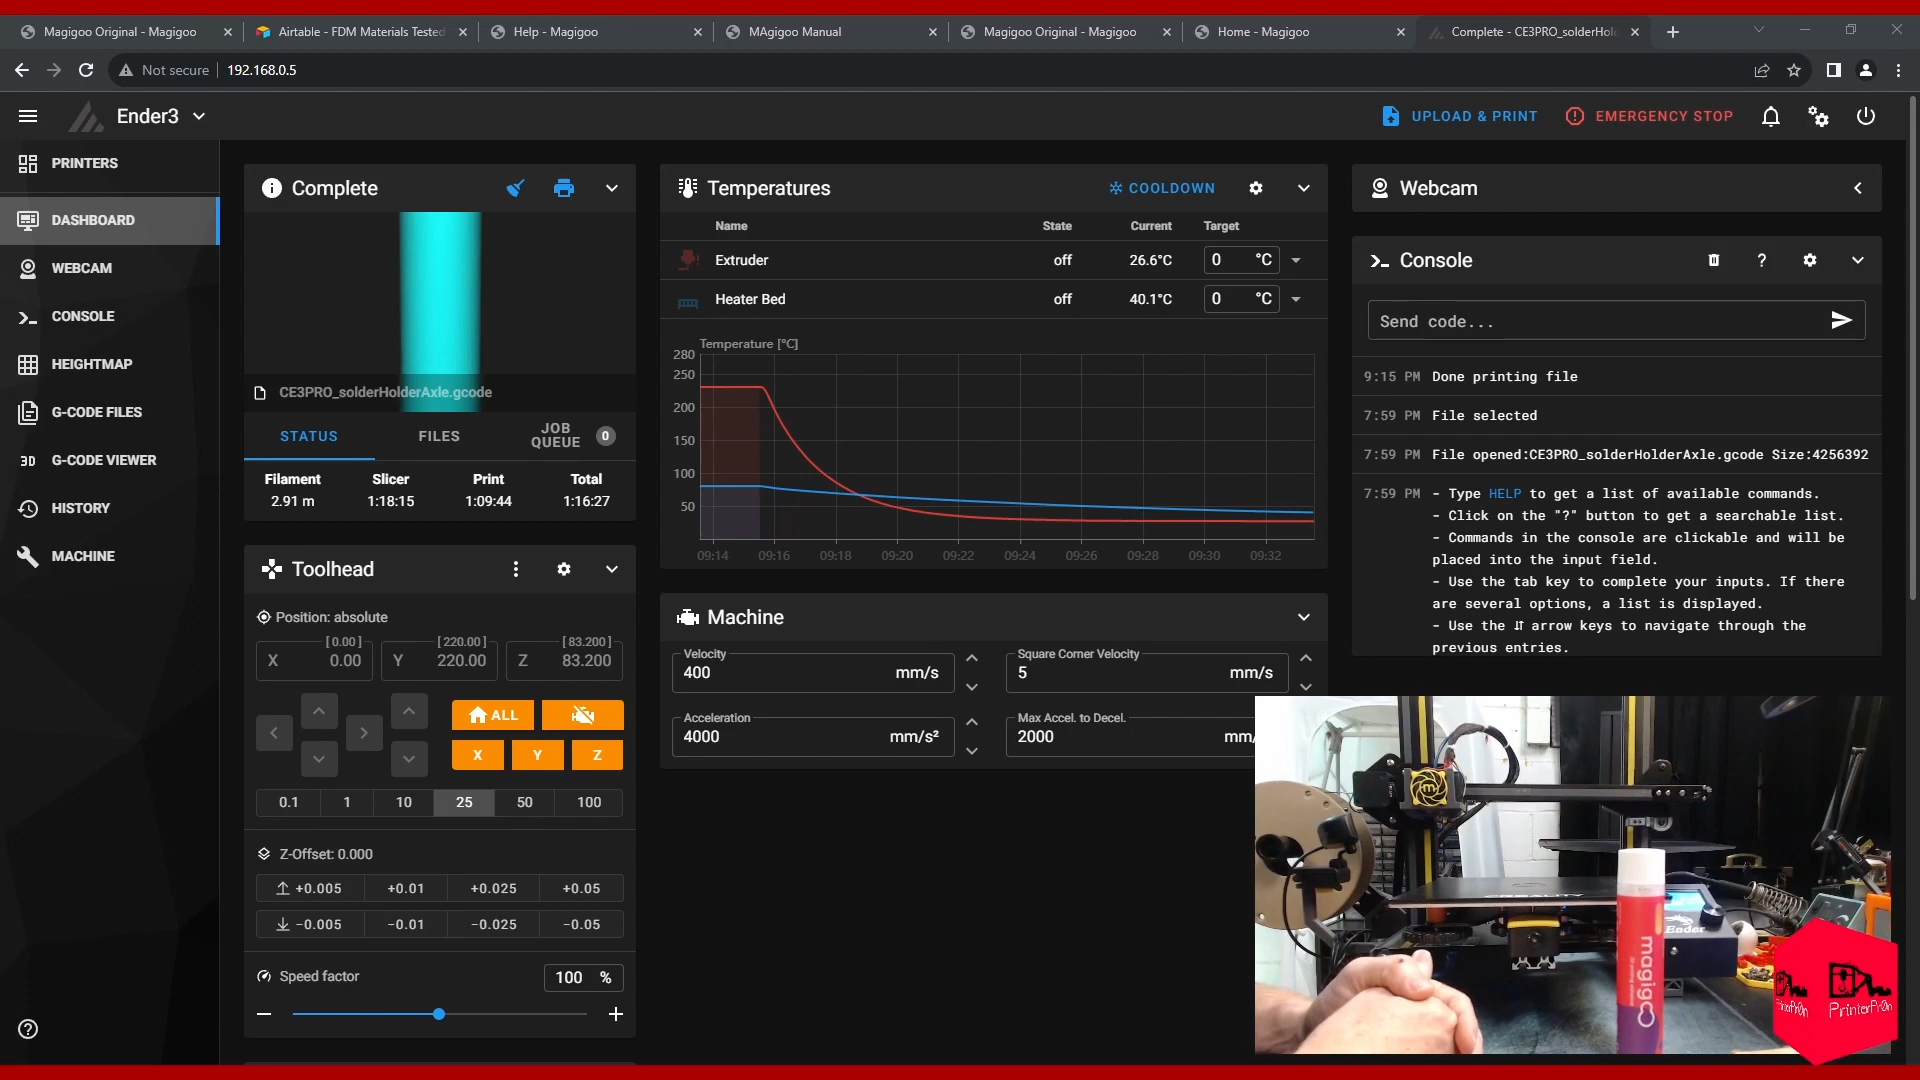 Magigoo Original - Magigoo
Airtable - FDM Materials Tested
Help - Magigoo
MAgigoo Manual
Magigoo Original - Magigoo
Home - Magigoo
Complete - CE3PRO_solderHol
Not secure
192.168.0.5
Ender3
UPLOAD & PRINT
EMERGENCY STOP
PRINTERS
DASHBOARD
WEBCAM
CONSOLE
HEIGHTMAP
G-CODE FILES
3D G-CODE VIEWER
HISTORY
MACHINE
Complete
CE3PRO_solderHolderAxle.gcode
STATUS
FILES
JOB
QUEUE
0
Filament Slicer Print Total
2.91 m 1:18:15 1:09:44 1:16:27
Toolhead
Position: absolute
[ 0.00 ] [ 220.00 ] [ 83.200 ]
X 0.00 Y 220.00 Z 83.200
ALL
X Y Z
0.1 1 10 25 50 100
Z-Offset: 0.000
+0.005 +0.01 +0.025 +0.05
−0.005 −0.01 −0.025 −0.05
Speed factor
100 %
Temperatures
COOLDOWN
Name State Current Target
Extruder off 26.6°C 0 °C
Heater Bed off 40.1°C 0 °C
Temperature [°C]
280
250
200
150
100
50
09:14 09:16 09:18 09:20 09:22 09:24 09:26 09:28 09:30 09:32
Machine
Velocity
400 mm/s
Square Corner Velocity
5 mm/s
Acceleration
4000 mm/s²
Max Accel. to Decel.
2000 mm/
Webcam
Console
Send code...
9:15 PM Done printing file
7:59 PM File selected
7:59 PM File opened:CE3PRO_solderHolderAxle.gcode Size:4256392
7:59 PM - Type HELP to get a list of available commands.
- Click on the "?" button to get a searchable list.
- Commands in the console are clickable and will be
placed into the input field.
- Use the tab key to complete your inputs. If there
are several options, a list is displayed.
- Use the ⇵ arrow keys to navigate through the
previous entries.
CREALITY
Ender
magigoo
PrinterPr0n
PrinterPr0n